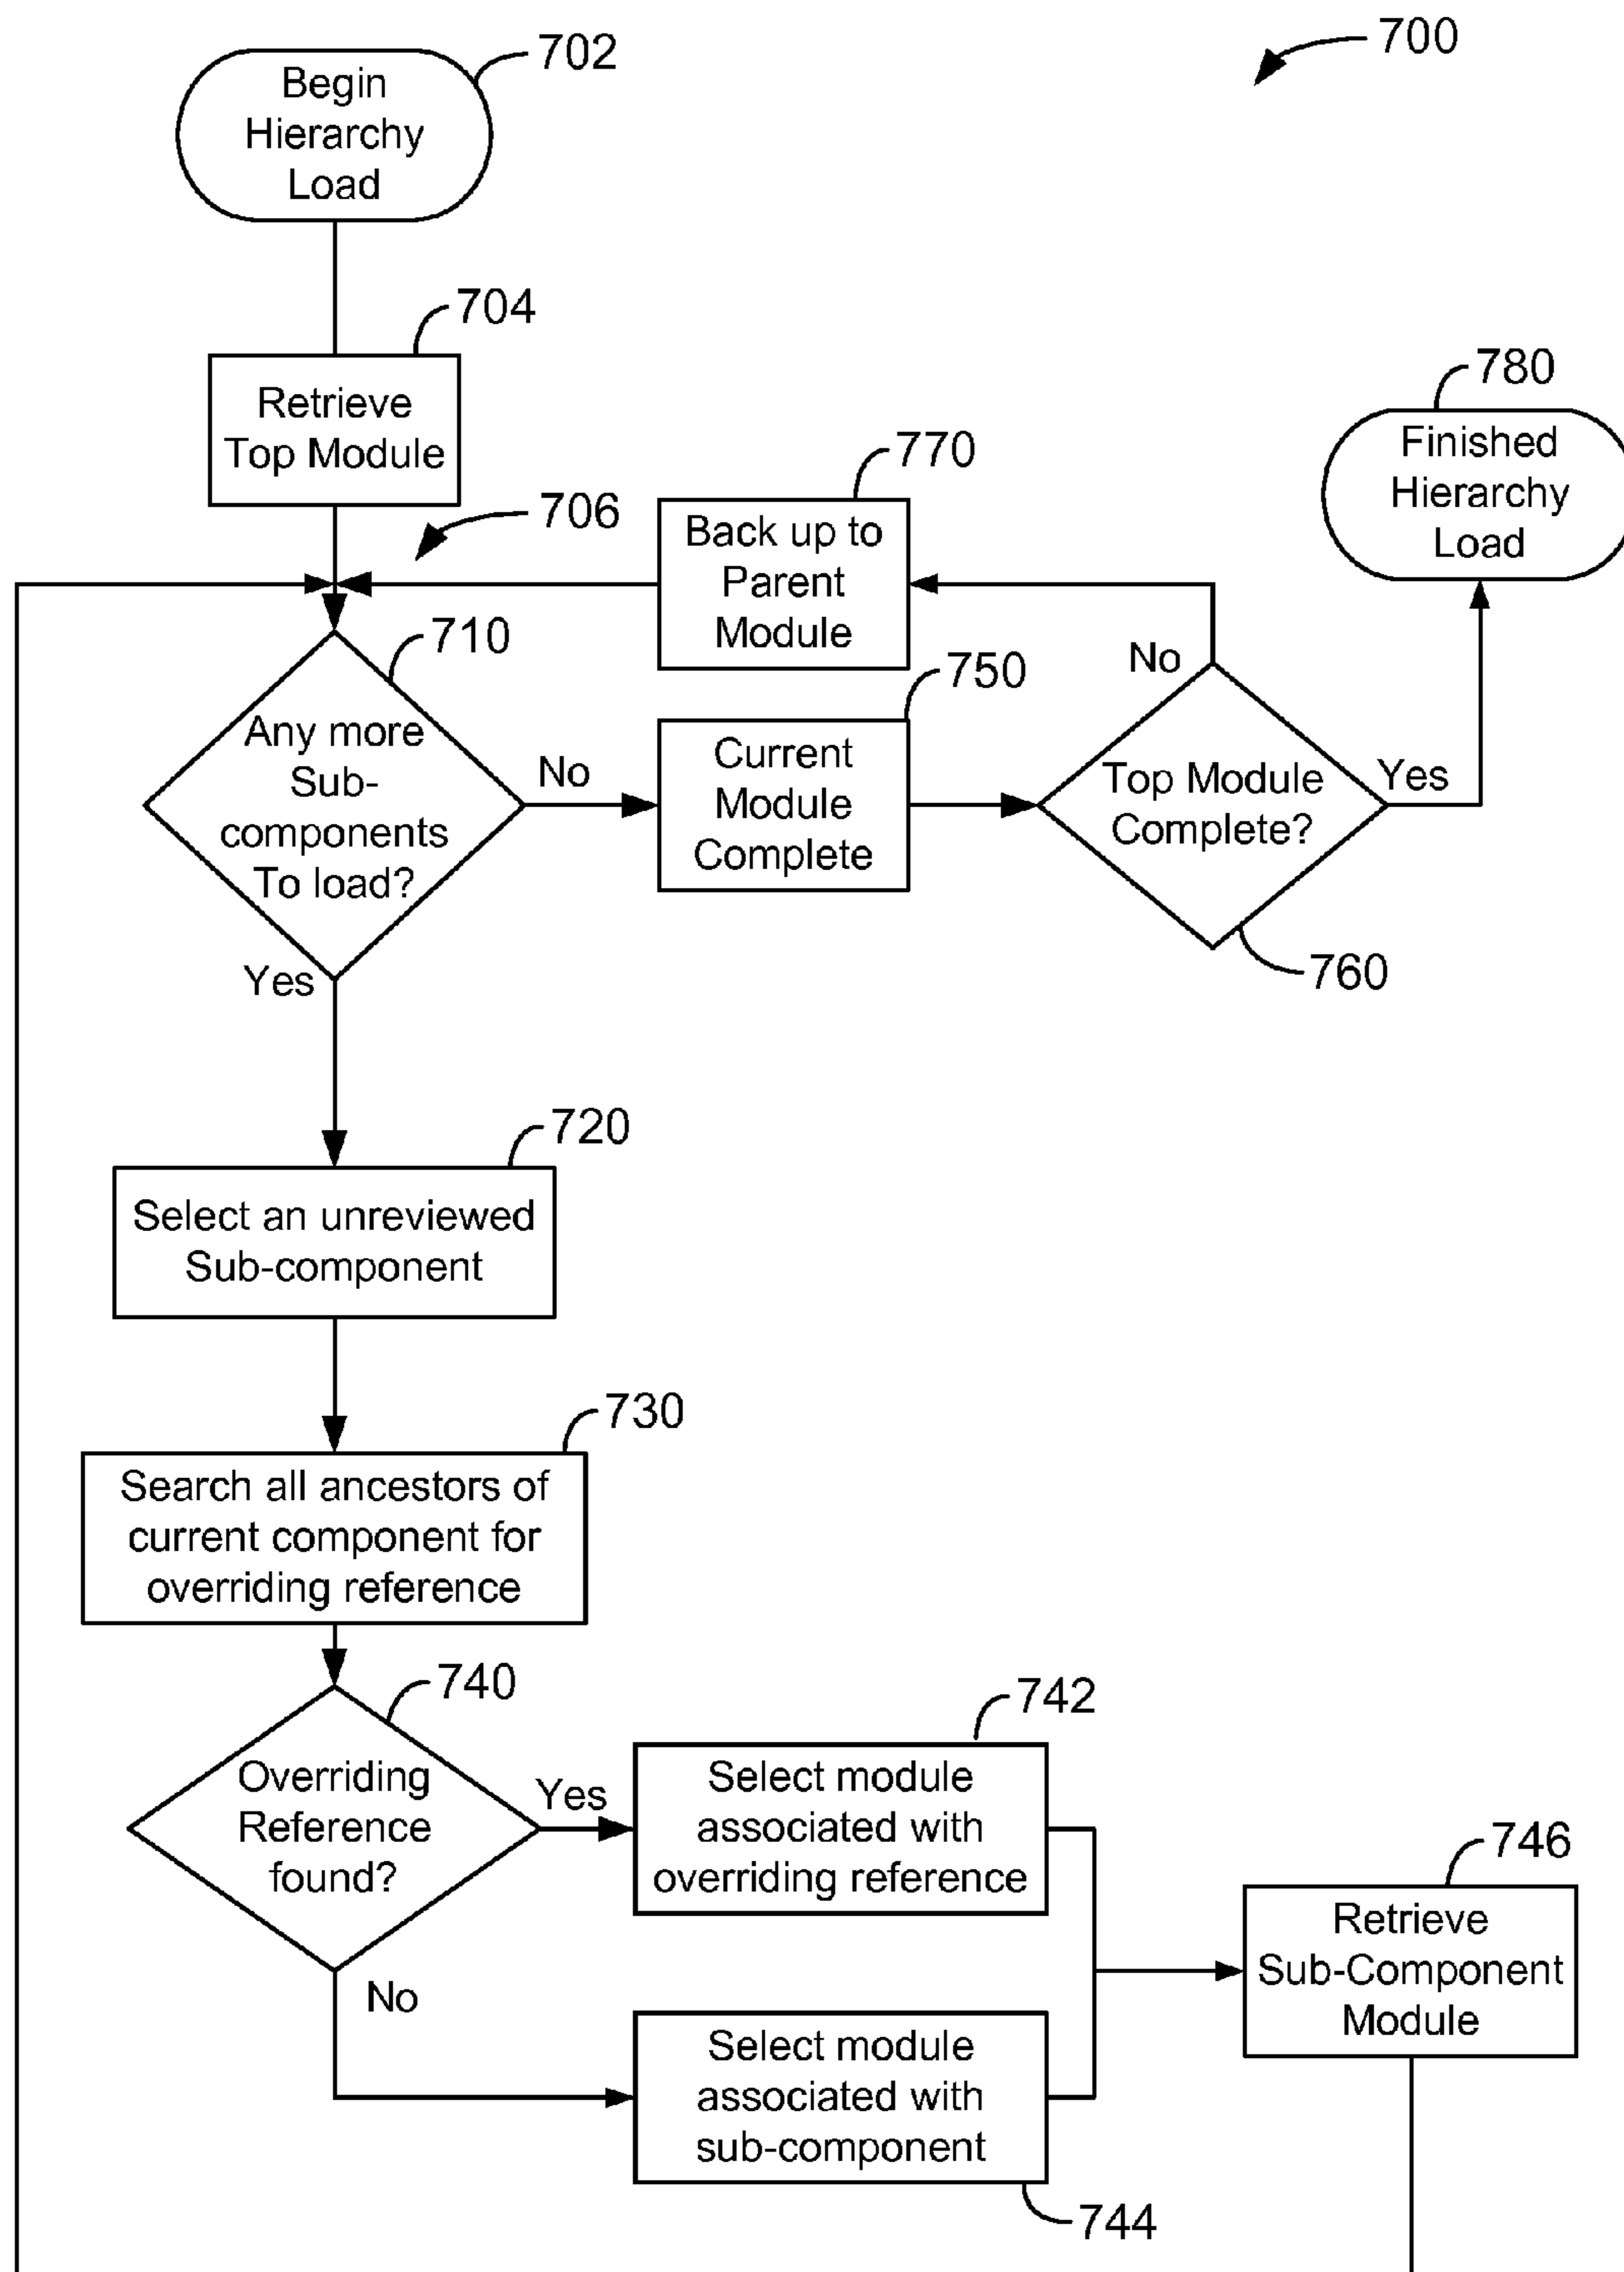 700
702
Begin
Hierarchy
Load
704
Retrieve
Top Module
706
770
Back up to
Parent
Module
780
Finished
Hierarchy
Load
710
Any more
Sub-
components
To load?
No
Yes
750
Current
Module
Complete
No
Top Module
Complete?
Yes
760
720
Select an unreviewed
Sub-component
730
Search all ancestors of
current component for
overriding reference
740
Overriding
Reference
found?
Yes
No
742
Select module
associated with
overriding reference
Select module
associated with
sub-component
744
746
Retrieve
Sub-Component
Module